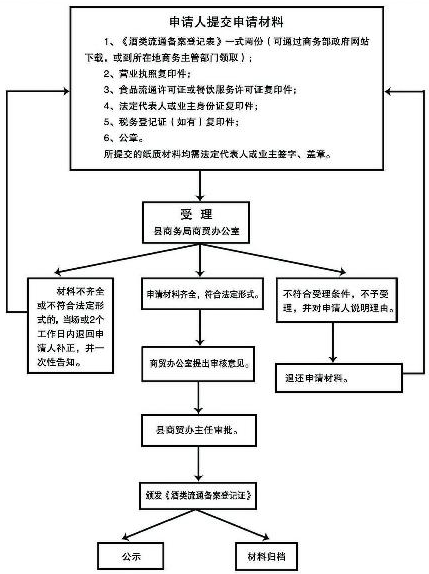 申请人提交申请材料
1、《酒类流通备案登记表》一式两份（可通过商务部政府网站
下载，或到所在地商务主管部门领取）；
2、营业执照复印件；
3、食品流通许可证或餐饮服务许可证复印件；
4、法定代表人或业主身份证复印件；
5、税务登记证（如有）复印件；
6、公章。
所提交的纸质材料均需法定代表人或业主签字、盖章。
受 理
县商务局商贸办公室
材料不齐全
或不符合法定形
式的，当场或2个
工作日内退回申
请人补正，并一
次性告知。
申请材料齐全，符合法定形式。
不符合受理条件，不予受
理，并对申请人说明理由。
商贸办公室提出审核意见。
退还申请材料。
县商贸办主任审批。
颁发《酒类流通备案登记证》
公示
材料归档